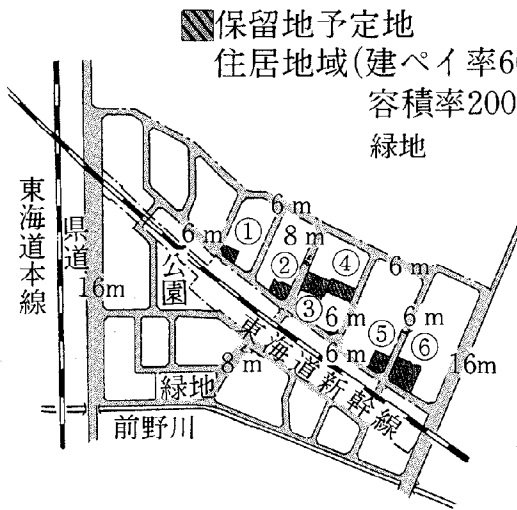 保留地予定地
住居地域(建ペイ率6
容積率200
緑地
東海道本線
県道
16m
公園
6 m
①
6 m
8 m
②
④
6 m
③
6 m
⑤
6 m
⑥
6 m
16m
東海道新幹線
8 m
緑地
前野川